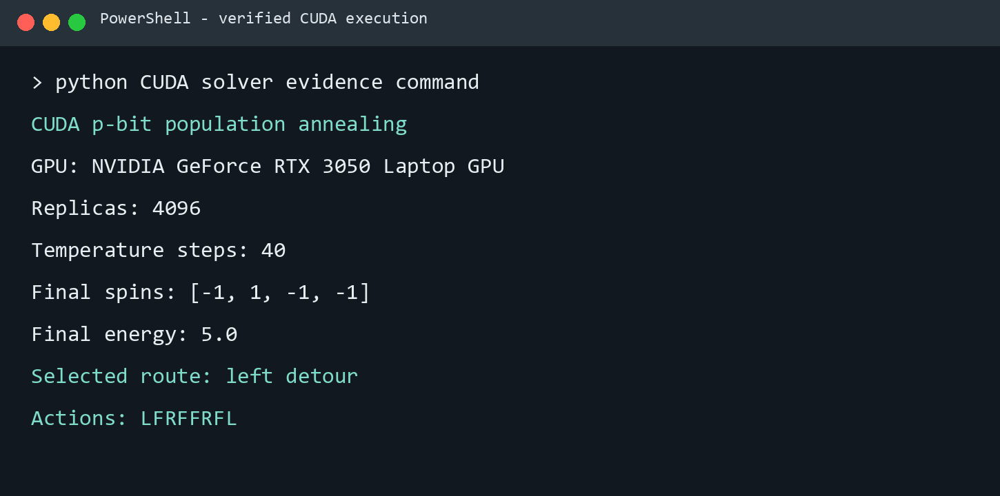 PowerShell - verified CUDA execution
> python CUDA solver evidence command
CUDA p-bit population annealing
GPU: NVIDIA GeForce RTX 3050 Laptop GPU
Replicas: 4096
Temperature steps: 40
Final spins: [-1, 1, -1, -1]
Final energy: 5.0
Selected route: left detour
Actions: LFRFFRFL